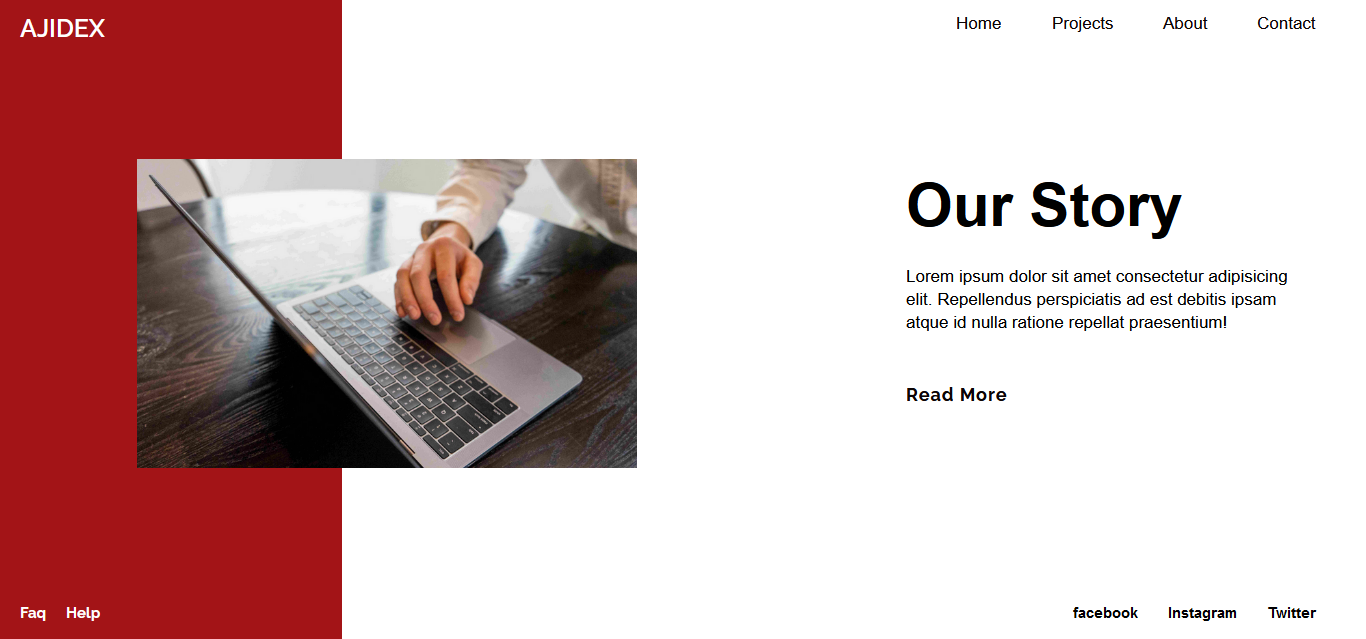 AJIDEX
Home Projects About Contact
Our Story
Lorem ipsum dolor sit amet consectetur adipisicing
elit. Repellendus perspiciatis ad est debitis ipsam
atque id nulla ratione repellat praesentium!
Read More
Faq Help
facebook Instagram Twitter